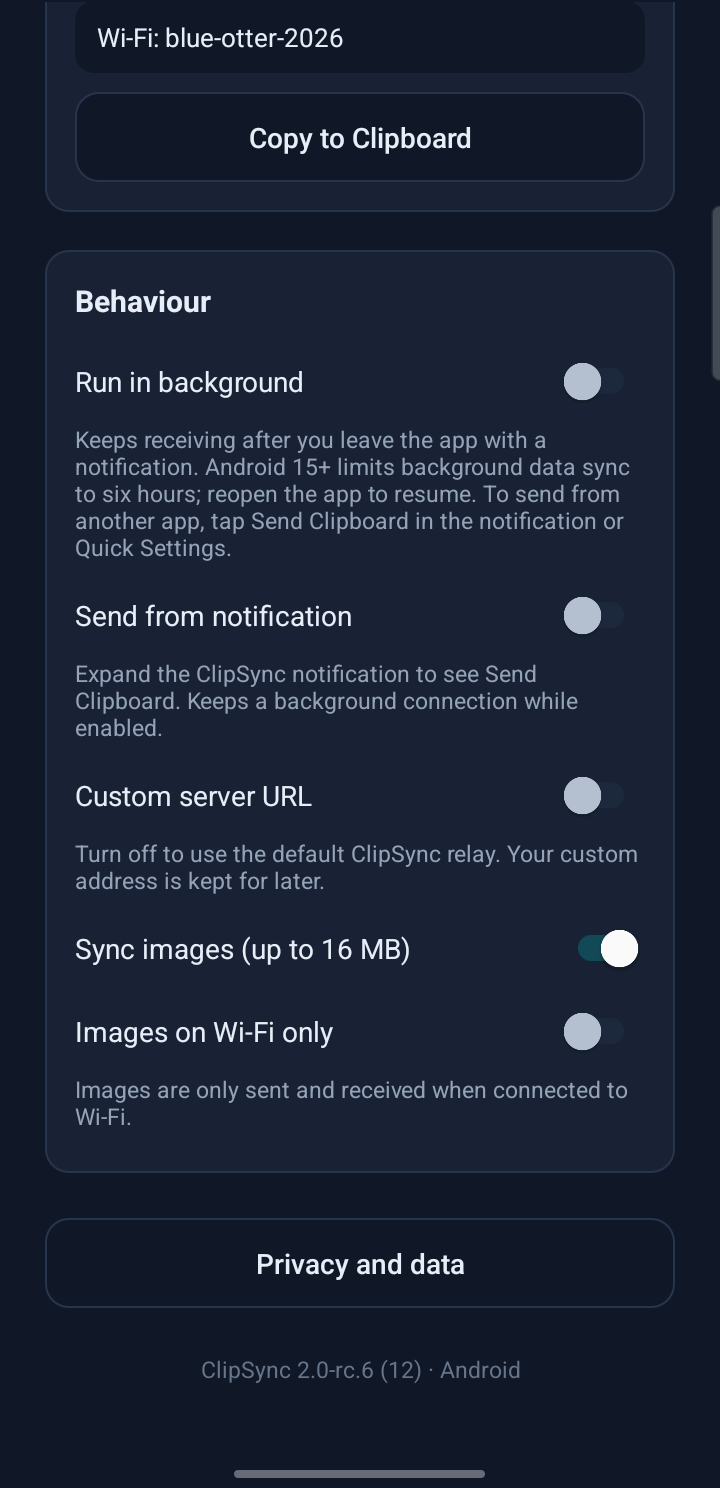 Wi-Fi: blue-otter-2026
Copy to Clipboard
Behaviour
Run in background
Keeps receiving after you leave the app with a
notification. Android 15+ limits background data sync
to six hours; reopen the app to resume. To send from
another app, tap Send Clipboard in the notification or
Quick Settings.
Send from notification
Expand the ClipSync notification to see Send
Clipboard. Keeps a background connection while
enabled.
Custom server URL
Turn off to use the default ClipSync relay. Your custom
address is kept for later.
Sync images (up to 16 MB)
Images on Wi-Fi only
Images are only sent and received when connected to
Wi-Fi.
Privacy and data
ClipSync 2.0-rc.6 (12) · Android